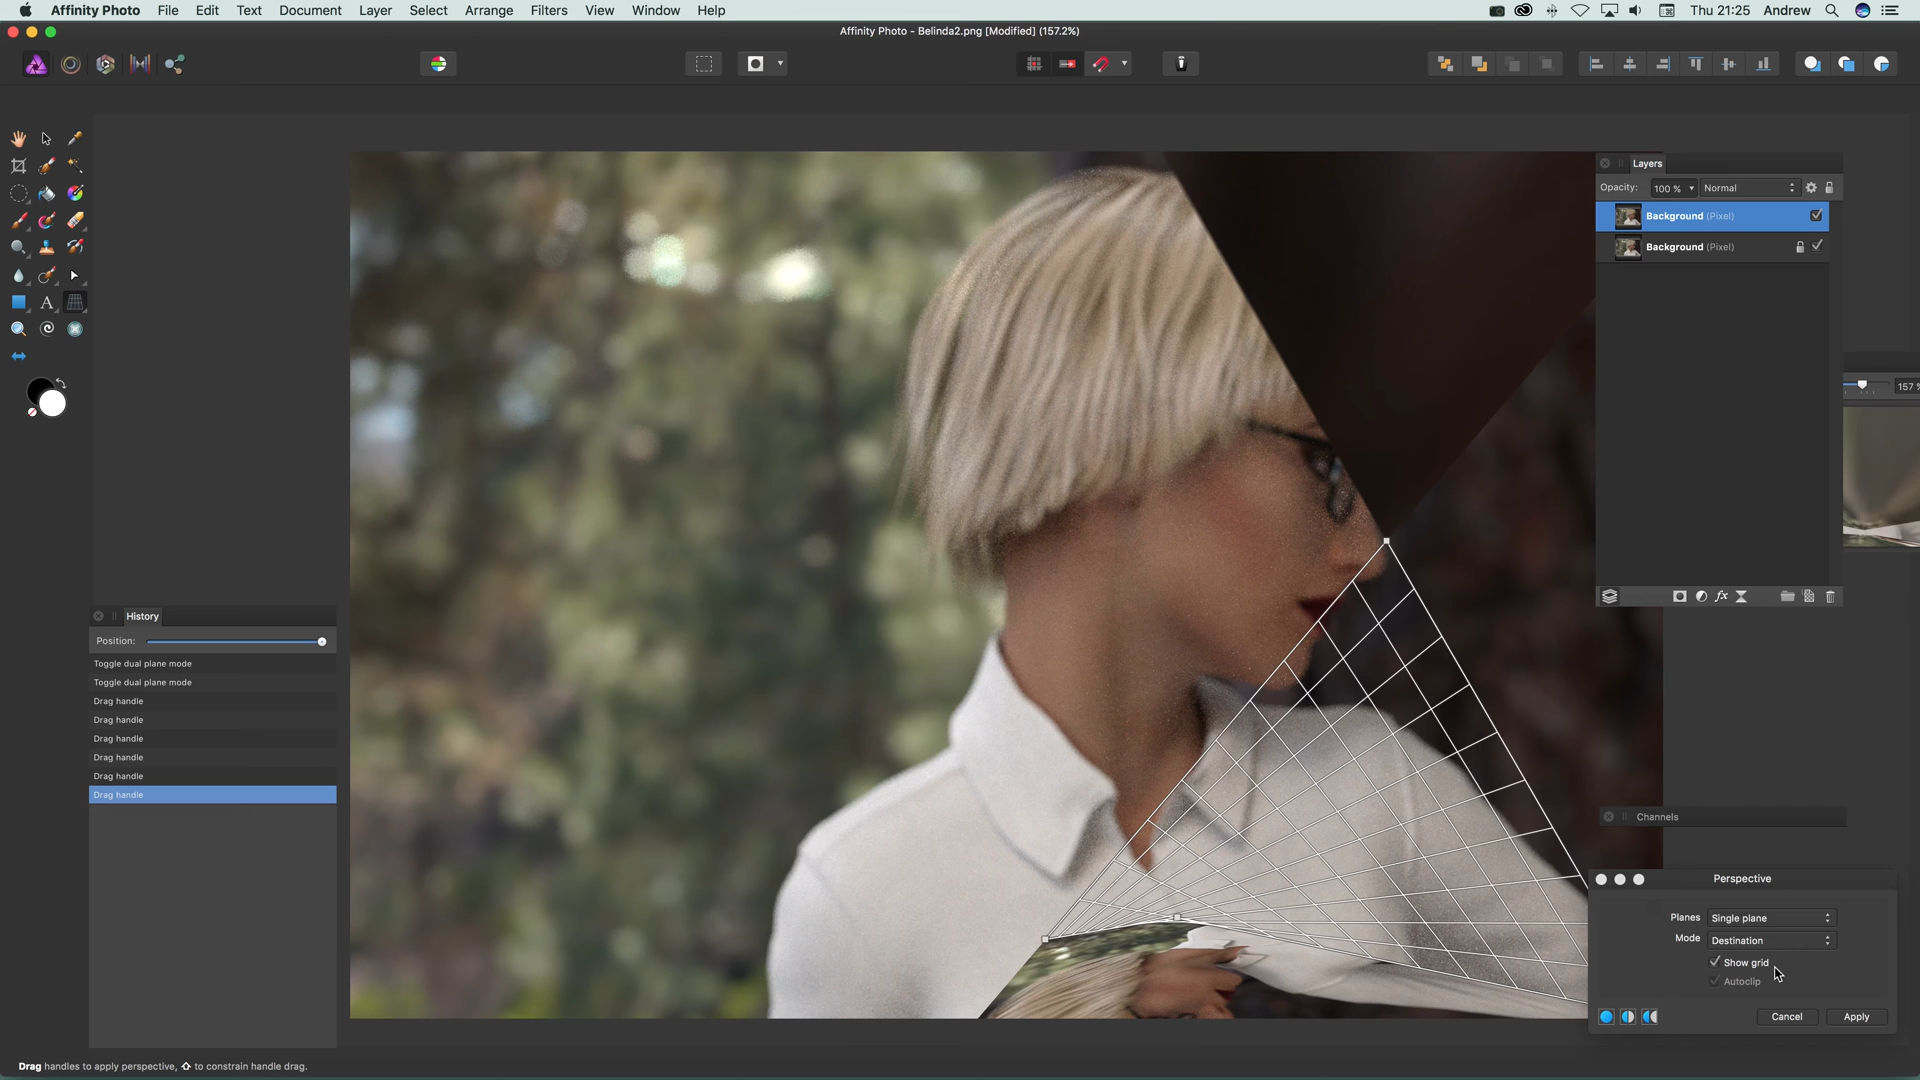 Affinity Photo File Edit Text Document Layer Select Arrange Filters View Window Help
Thu 21:25 Andrew
Affinity Photo - Belinda2.png [Modified] (157.2%)
Layers
Opacity: 100 % Normal
Background (Pixel)
Background (Pixel)
157 %
A
fx
History
Position:
Toggle dual plane mode
Toggle dual plane mode
Drag handle
Drag handle
Drag handle
Drag handle
Drag handle
Drag handle
Channels
Perspective
Planes Single plane
Mode Destination
Show grid
Autoclip
Cancel Apply
Drag handles to apply perspective, ⇧ to constrain handle drag.